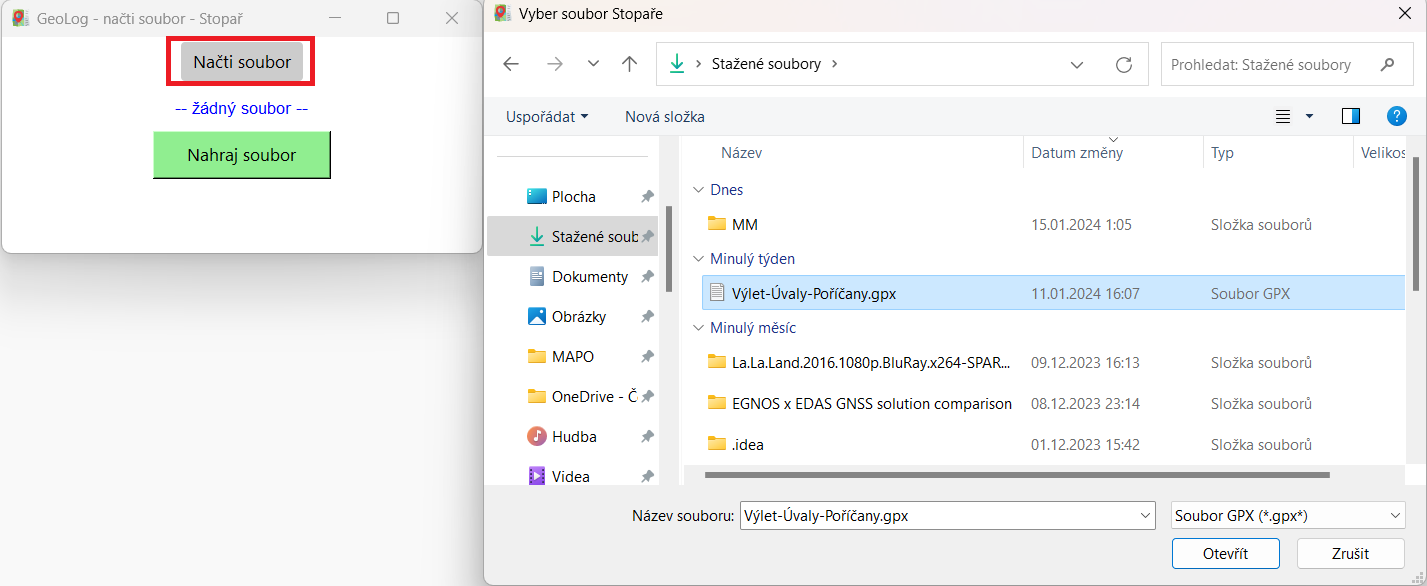 GeoLog - načti soubor - Stopař
Načti soubor
-- žádný soubor --
Nahraj soubor
Vyber soubor Stopaře
Stažené soubory
Prohledat: Stažené soubory
Uspořádat
Nová složka
?
Název Datum změny Typ Velikos
Plocha
Stažené soub
Dokumenty
Obrázky
MAPO
OneDrive - Č
Hudba
Videa
Dnes
MM 15.01.2024 1:05 Složka souborů
Minulý týden
Výlet-Úvaly-Poříčany.gpx 11.01.2024 16:07 Soubor GPX
Minulý měsíc
La.La.Land.2016.1080p.BluRay.x264-SPAR... 09.12.2023 16:13 Složka souborů
EGNOS x EDAS GNSS solution comparison 08.12.2023 23:14 Složka souborů
.idea 01.12.2023 15:42 Složka souborů
Název souboru: Výlet-Úvaly-Poříčany.gpx
Soubor GPX (*.gpx*)
Otevřít
Zrušit